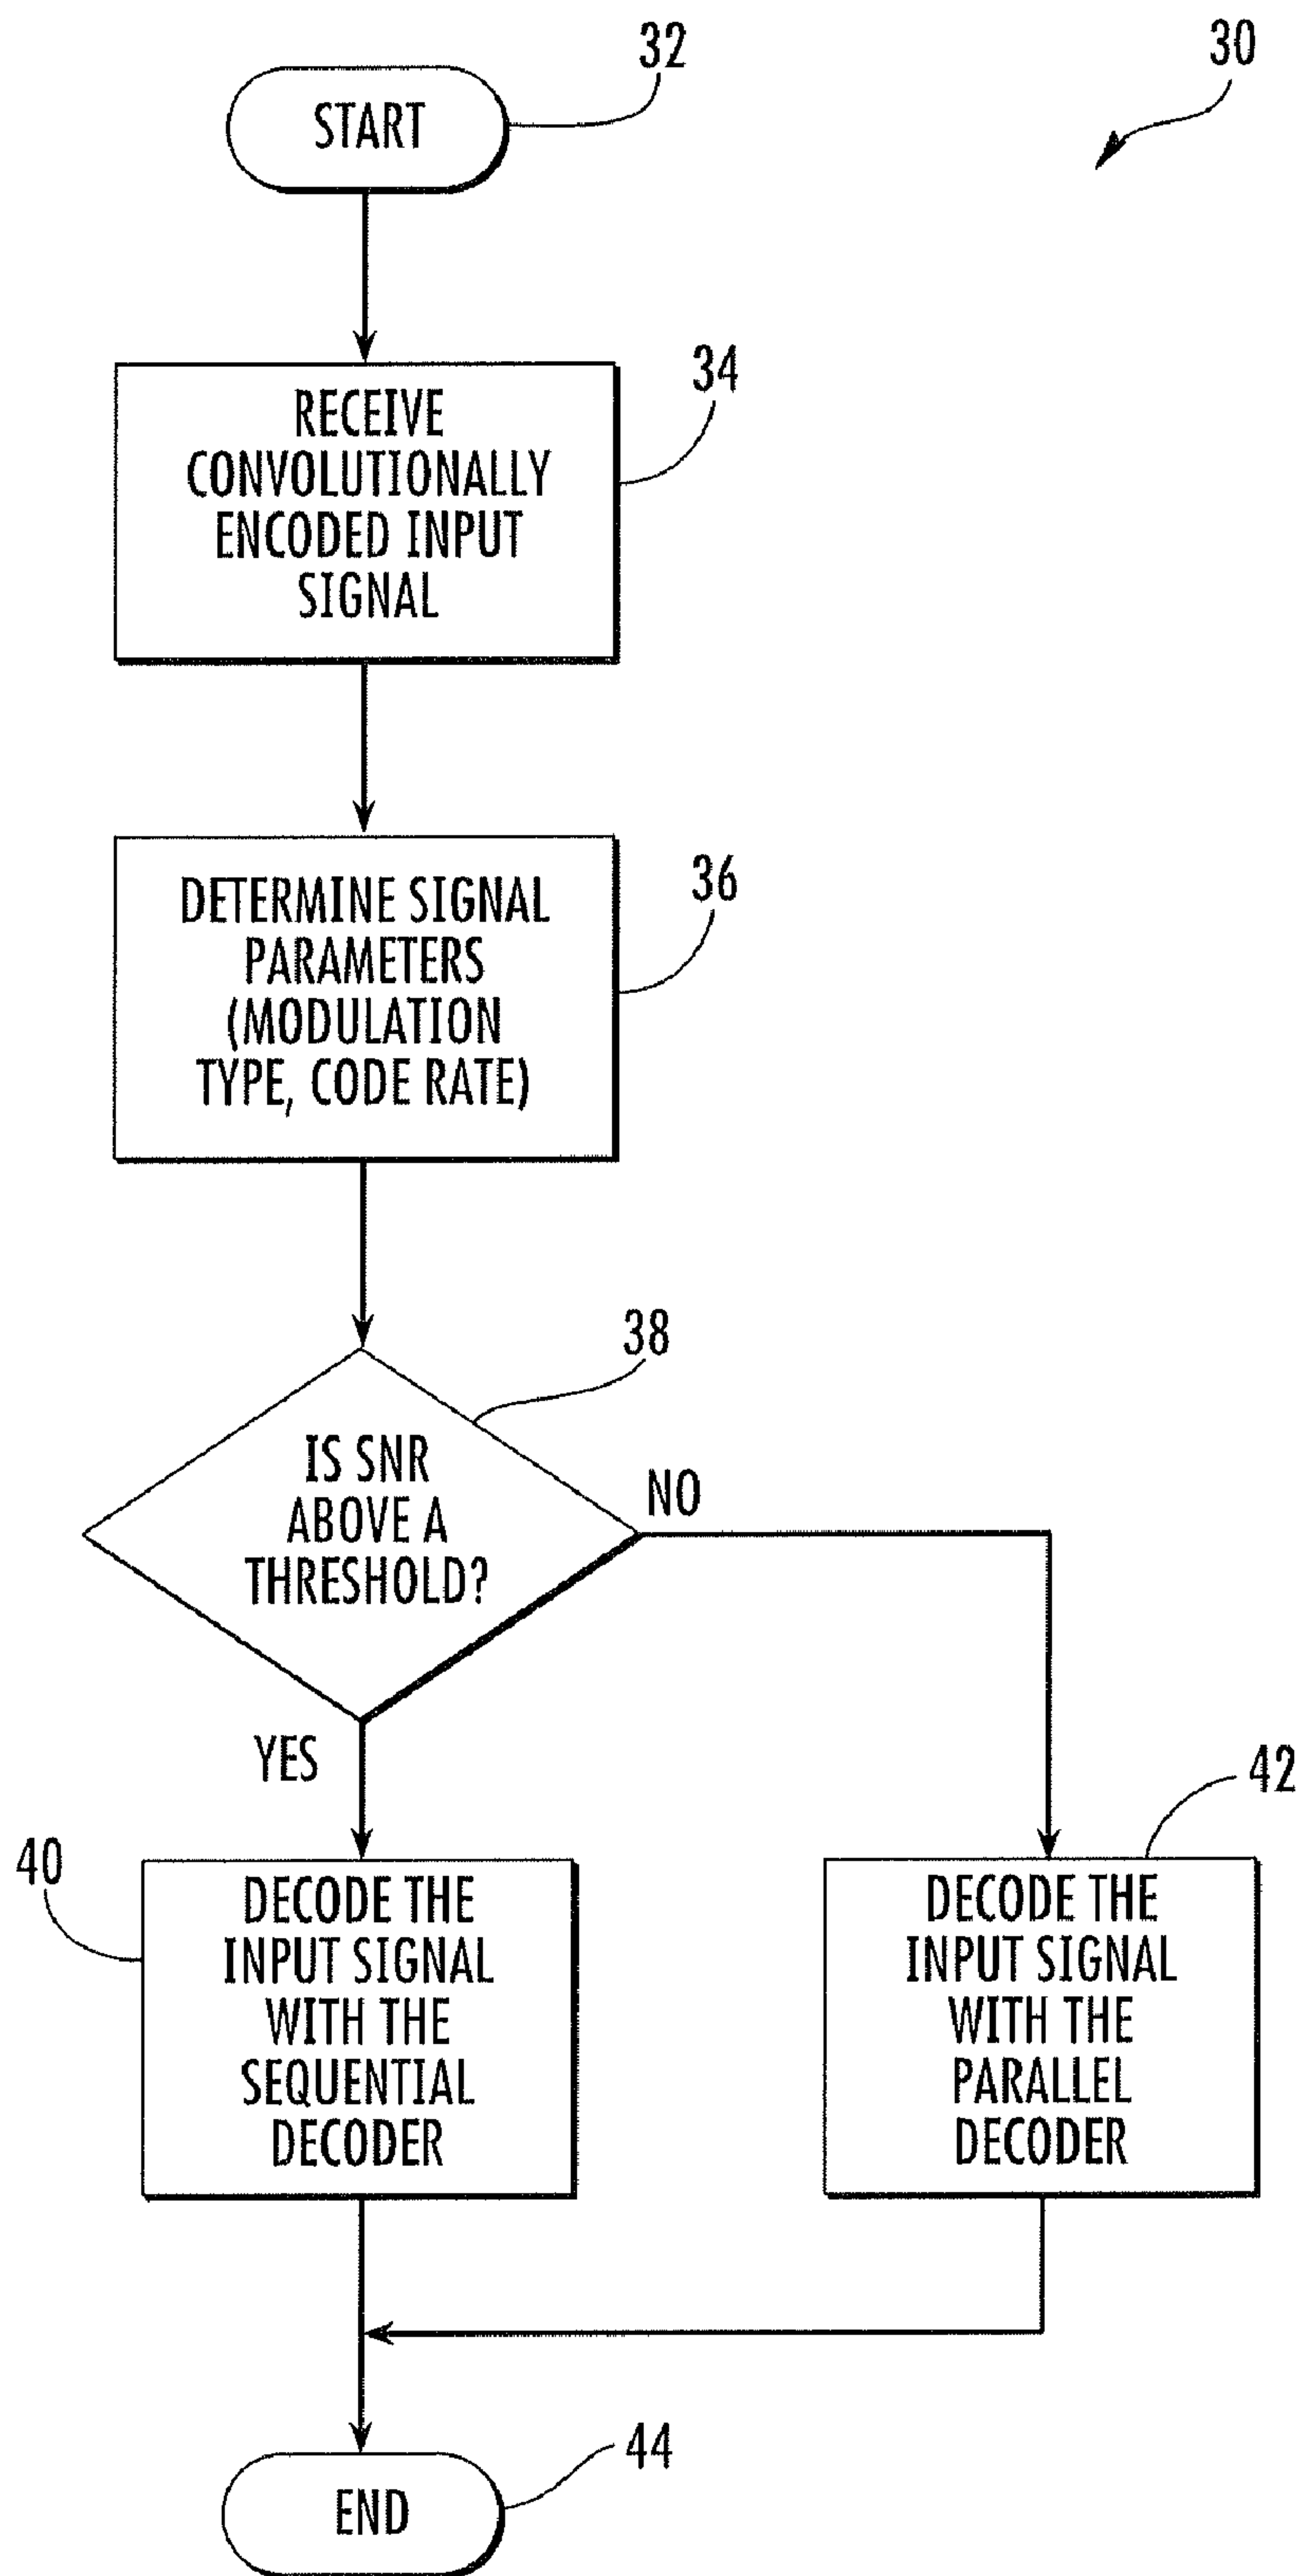 32
30
START
34
RECEIVE
CONVOLUTIONALLY
ENCODED INPUT
SIGNAL
36
DETERMINE SIGNAL
PARAMETERS
(MODULATION
TYPE, CODE RATE)
38
IS SNR
ABOVE A
THRESHOLD?
NO
YES
40
DECODE THE
INPUT SIGNAL
WITH THE
SEQUENTIAL
DECODER
42
DECODE THE
INPUT SIGNAL
WITH THE
PARALLEL
DECODER
44
END